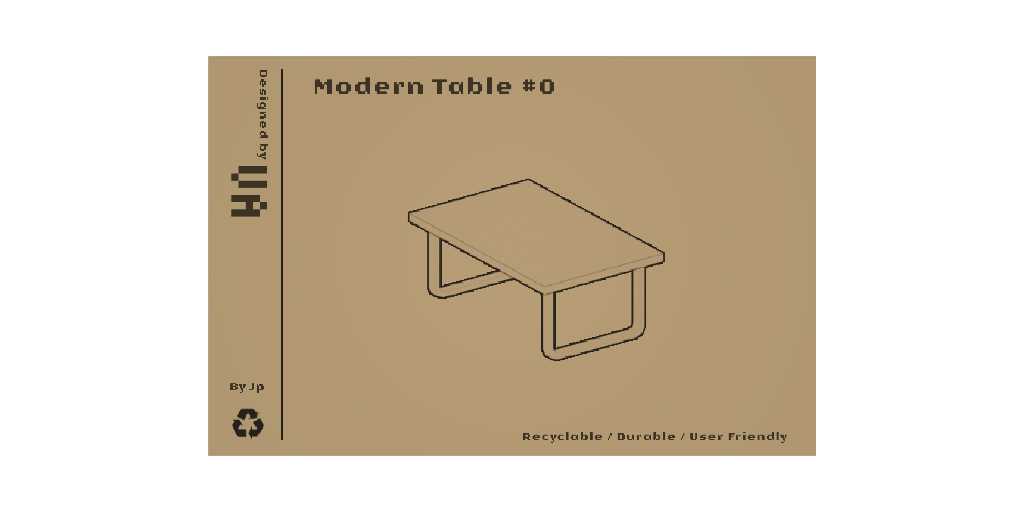 Modern Table #0
Designed by
By Jp
Recyclable / Durable / User Friendly